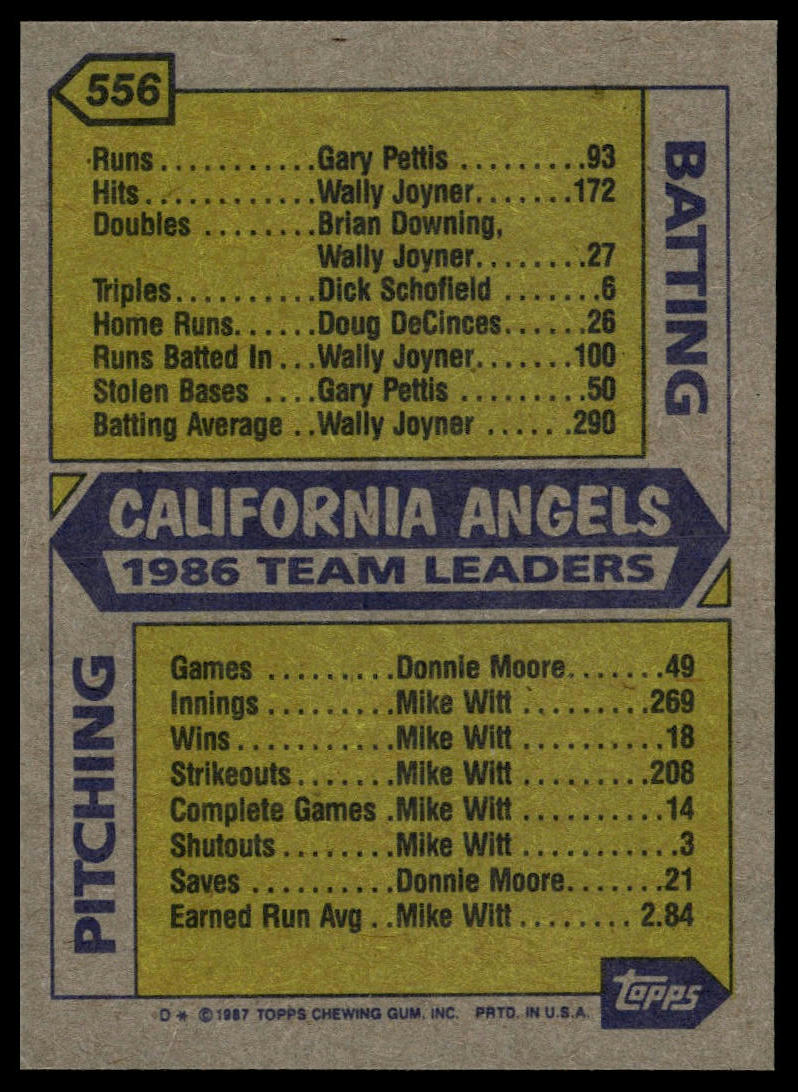 556
BATTING
Runs...........Gary Pettis .........93
Hits............Wally Joyner.......172
Doubles ........Brian Downing,
Wally Joyner........27
Triples..........Dick Schofield .......6
Home Runs......Doug DeCinces......26
Runs Batted In ...Wally Joyner.......100
Stolen Bases ....Gary Pettis .........50
Batting Average ..Wally Joyner ......290
CALIFORNIA ANGELS
1986 TEAM LEADERS
PITCHING
Games .........Donnie Moore.......49
Innings .........Mike Witt .........269
Wins...........Mike Witt ..........18
Strikeouts.......Mike Witt .........208
Complete Games .Mike Witt ..........14
Shutouts ........Mike Witt ...........3
Saves ..........Donnie Moore.......21
Earned Run Avg ..Mike Witt ........ 2.84
topps
D * © 1987 TOPPS CHEWING GUM, INC. PRTD. IN U.S.A.